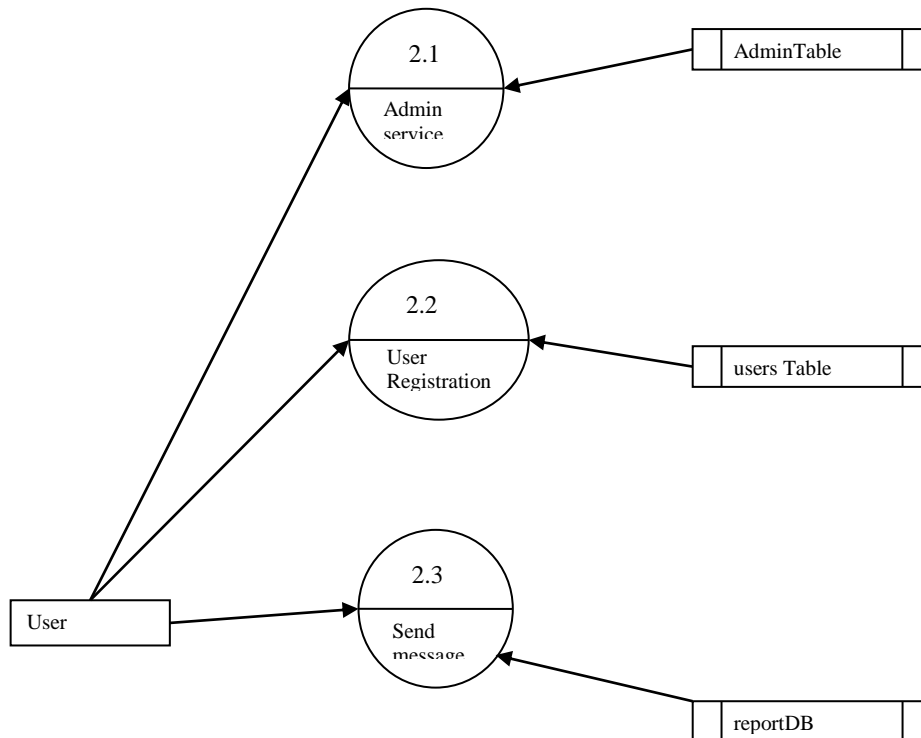 2.1
Admin
service
AdminTable
2.2
User
Registration
users Table
2.3
Send
message
User
reportDB